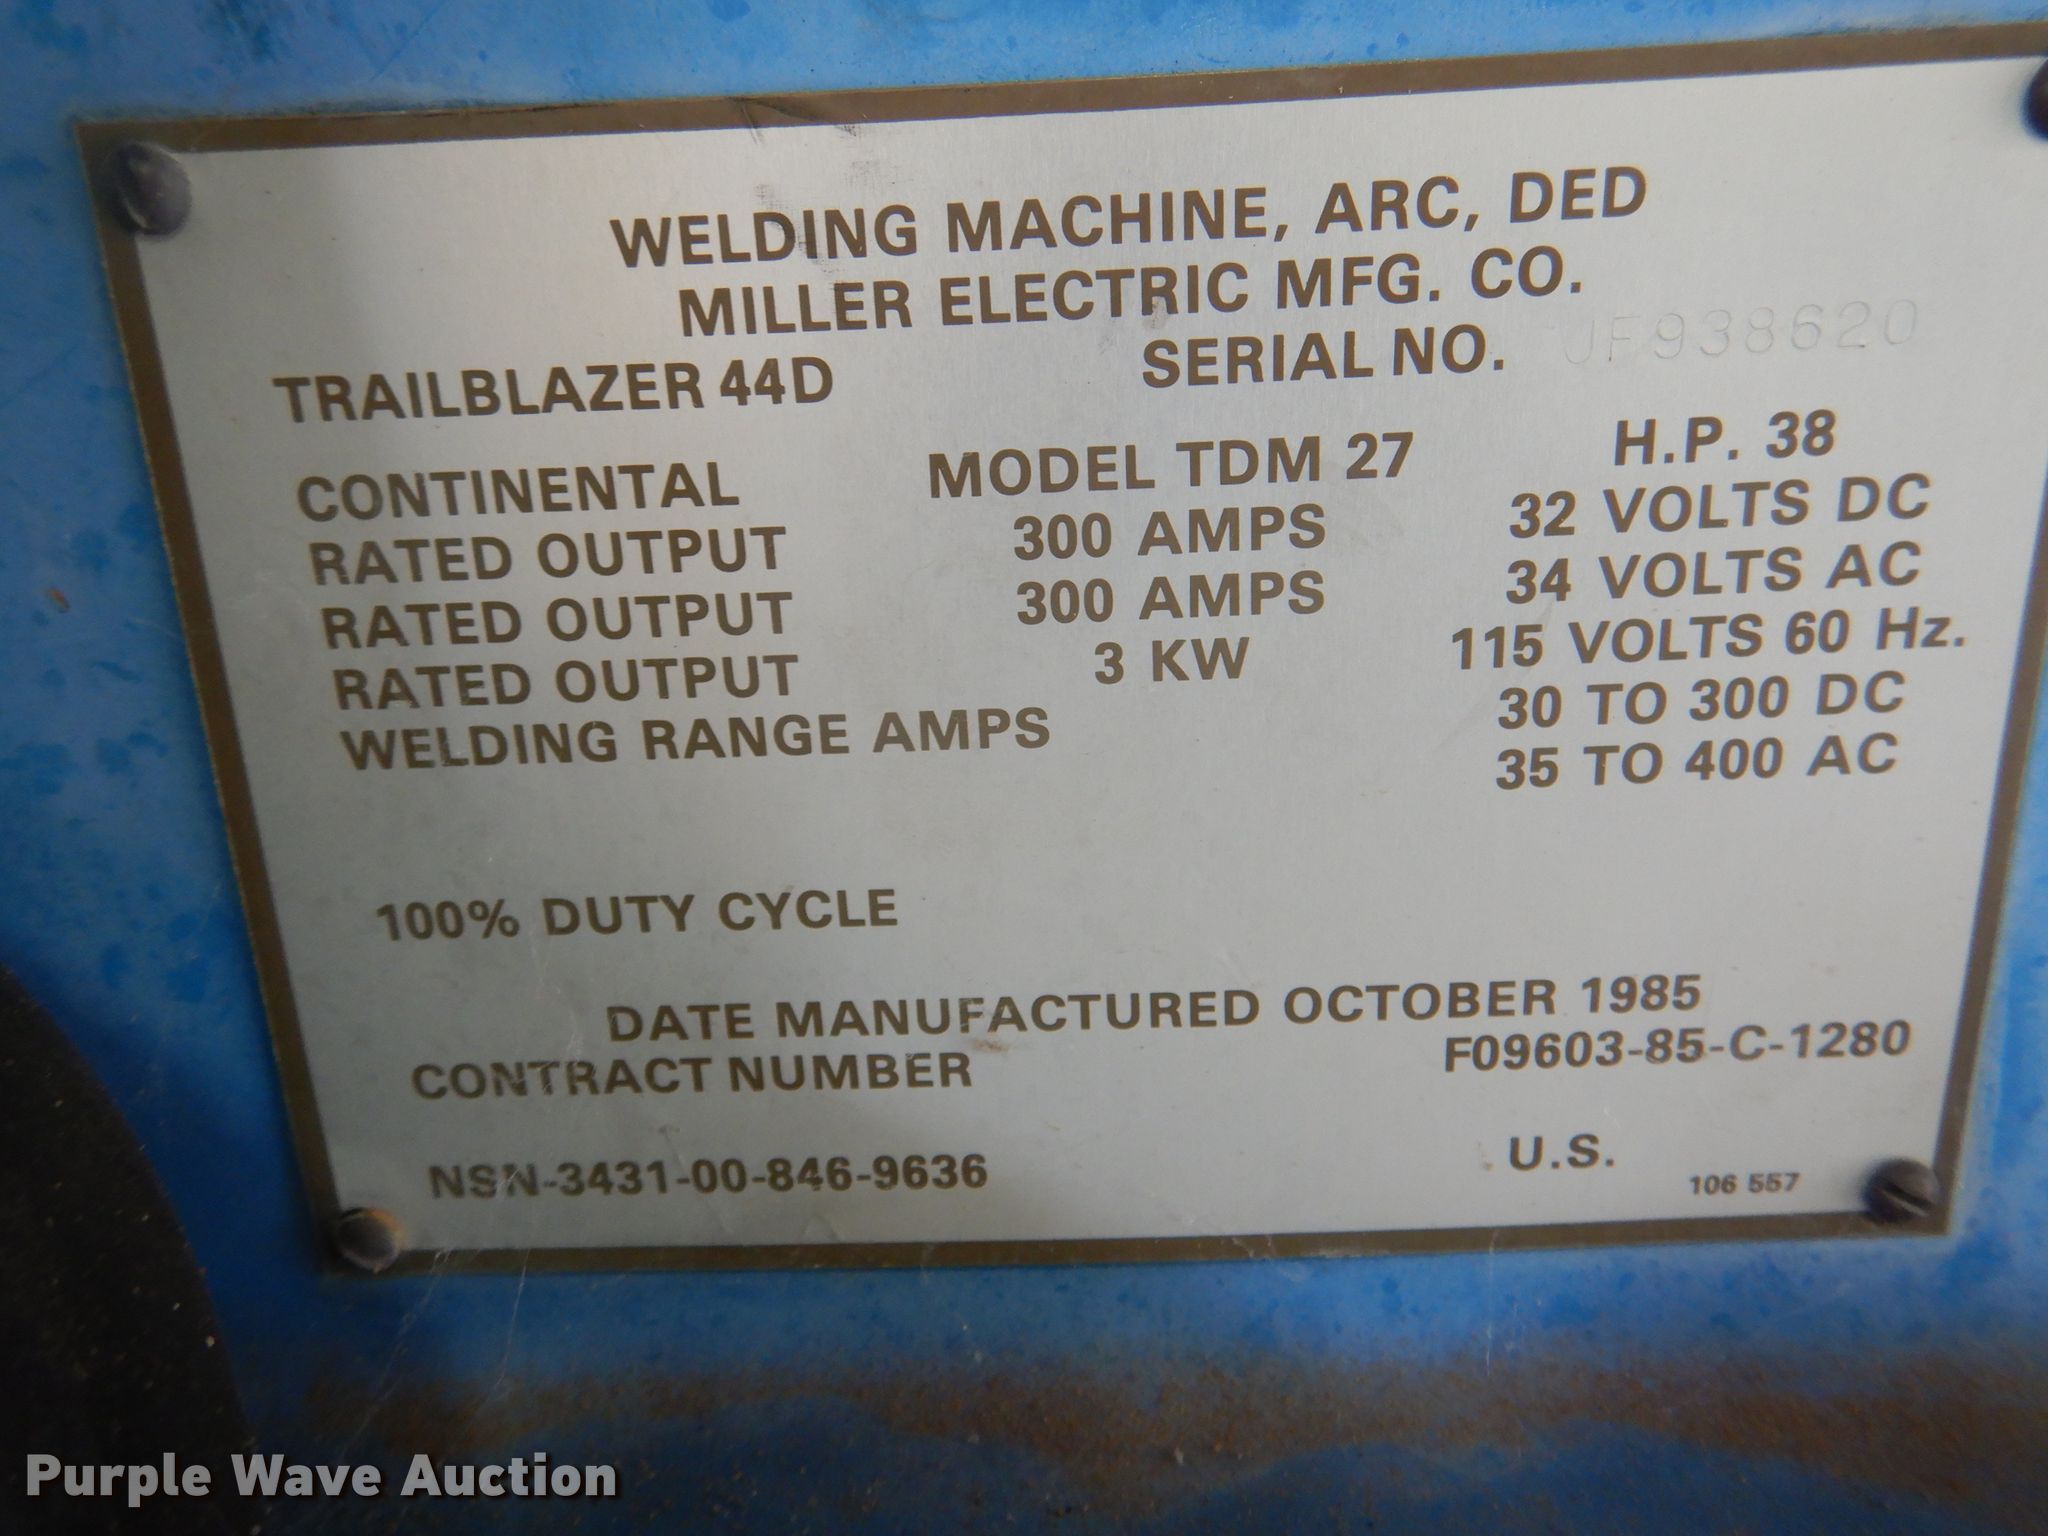 WELDING MACHINE, ARC, DED
MILLER ELECTRIC MFG. CO.
TRAILBLAZER 44D SERIAL NO. JF938620
CONTINENTAL MODEL TDM 27 H.P. 38
RATED OUTPUT 300 AMPS 32 VOLTS DC
RATED OUTPUT 300 AMPS 34 VOLTS AC
RATED OUTPUT 3 KW 115 VOLTS 60 Hz.
WELDING RANGE AMPS 30 TO 300 DC
35 TO 400 AC
100% DUTY CYCLE
DATE MANUFACTURED OCTOBER 1985
CONTRACT NUMBER F09603-85-C-1280
NSN-3431-00-846-9636 U.S.
106 557
Purple Wave Auction